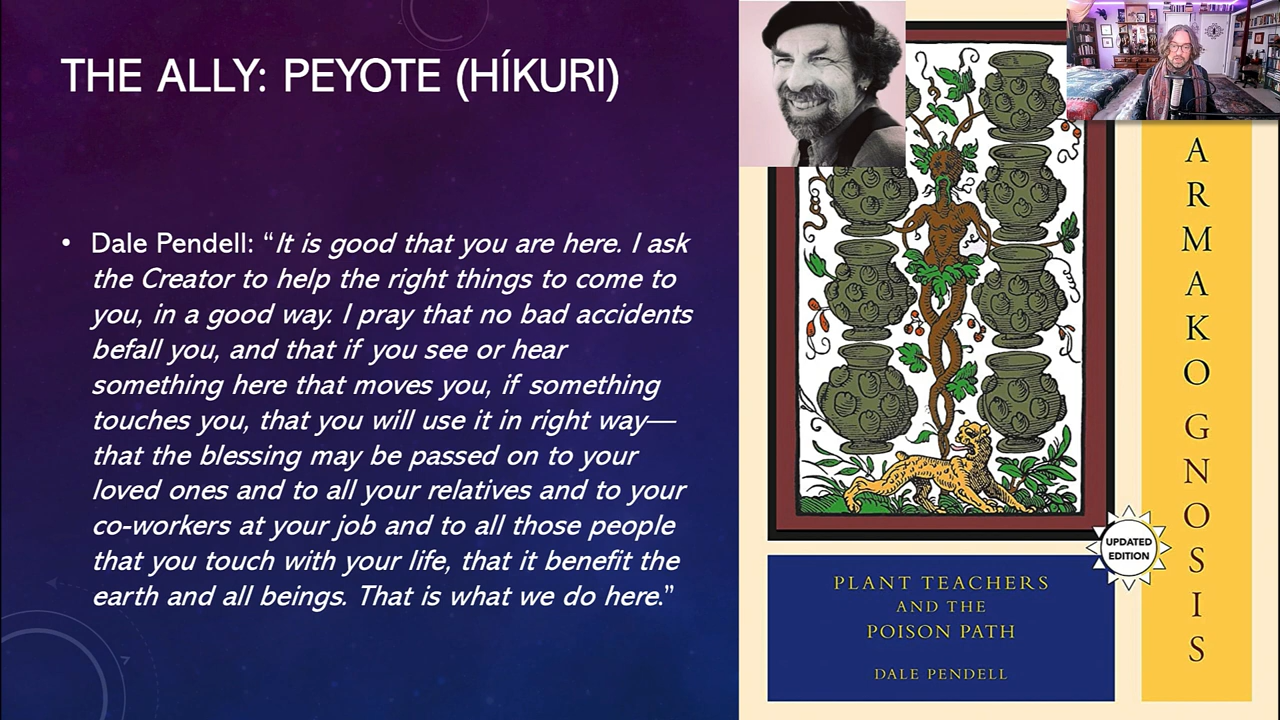 THE ALLY: PEYOTE (HÍKURI)
• Dale Pendell: “It is good that you are here. I ask
the Creator to help the right things to come to
you, in a good way. I pray that no bad accidents
befall you, and that if you see or hear
something here that moves you, if something
touches you, that you will use it in right way—
that the blessing may be passed on to your
loved ones and to all your relatives and to your
co-workers at your job and to all those people
that you touch with your life, that it benefit the
earth and all beings. That is what we do here.”
ARMAKO GNOSIS
UPDATED
EDITION
PLANT TEACHERS
AND THE
POISON PATH
DALE PENDELL